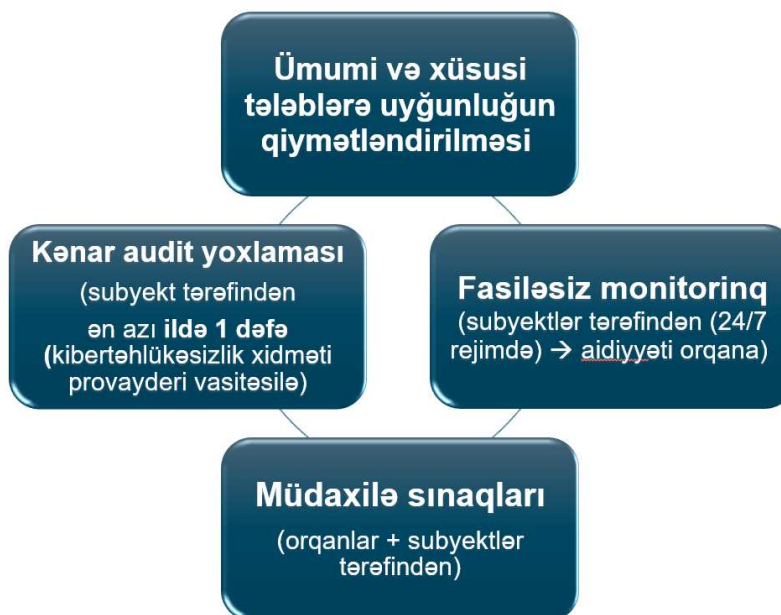 Ümumi və xüsusi
tələblərə uyğunluğun
qiymətləndirilməsi
Kənar audit yoxlaması
(subyekt tərəfindən
ən azı ildə 1 dəfə
(kibertəhlükəsizlik xidməti
provayderi vasitəsilə)
Fasiləsiz monitorinq
(subyektlər tərəfindən (24/7
rejimdə) → aidiyyəti orqana)
Müdaxilə sınaqları
(orqanlar + subyektlər
tərəfindən)